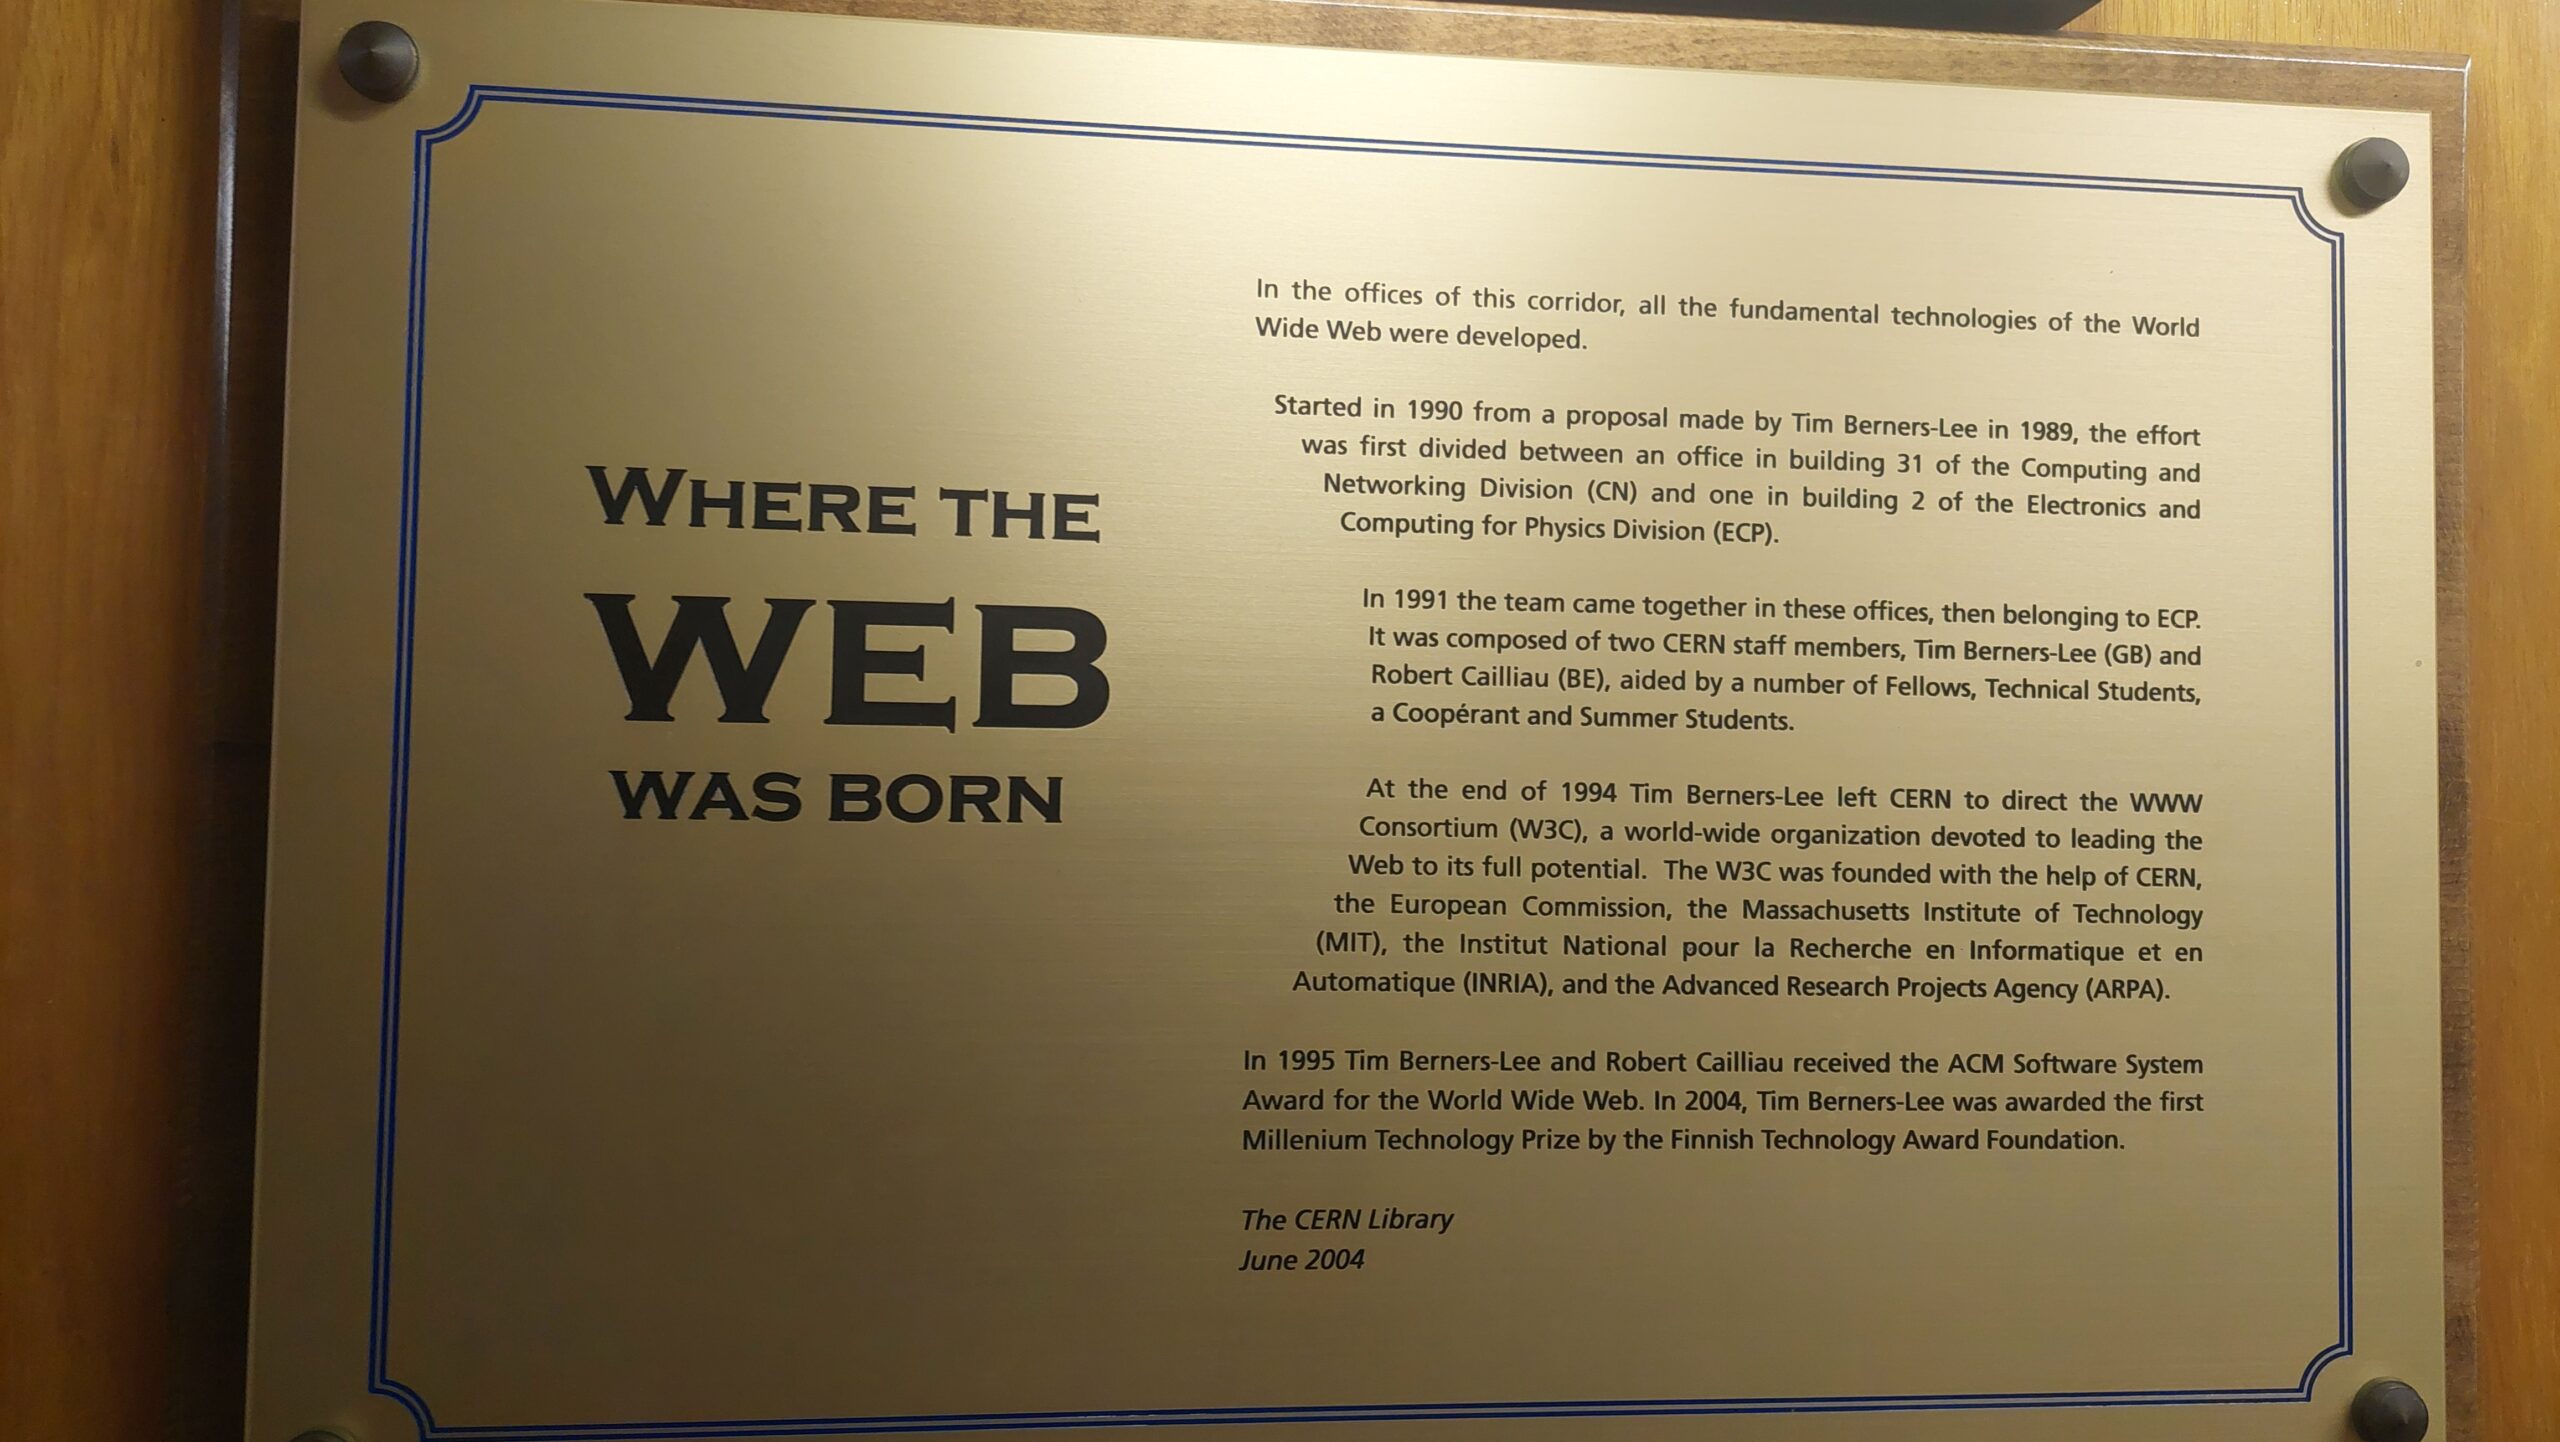 WHERE THE
WEB
WAS BORN
In the offices of this corridor, all the fundamental technologies of the World
Wide Web were developed.
Started in 1990 from a proposal made by Tim Berners-Lee in 1989, the effort
was first divided between an office in building 31 of the Computing and
Networking Division (CN) and one in building 2 of the Electronics and
Computing for Physics Division (ECP).
In 1991 the team came together in these offices, then belonging to ECP.
It was composed of two CERN staff members, Tim Berners-Lee (GB) and
Robert Cailliau (BE), aided by a number of Fellows, Technical Students,
a Coopérant and Summer Students.
At the end of 1994 Tim Berners-Lee left CERN to direct the WWW
Consortium (W3C), a world-wide organization devoted to leading the
Web to its full potential. The W3C was founded with the help of CERN,
the European Commission, the Massachusetts Institute of Technology
(MIT), the Institut National pour la Recherche en Informatique et en
Automatique (INRIA), and the Advanced Research Projects Agency (ARPA).
In 1995 Tim Berners-Lee and Robert Cailliau received the ACM Software System
Award for the World Wide Web. In 2004, Tim Berners-Lee was awarded the first
Millenium Technology Prize by the Finnish Technology Award Foundation.
The CERN Library
June 2004